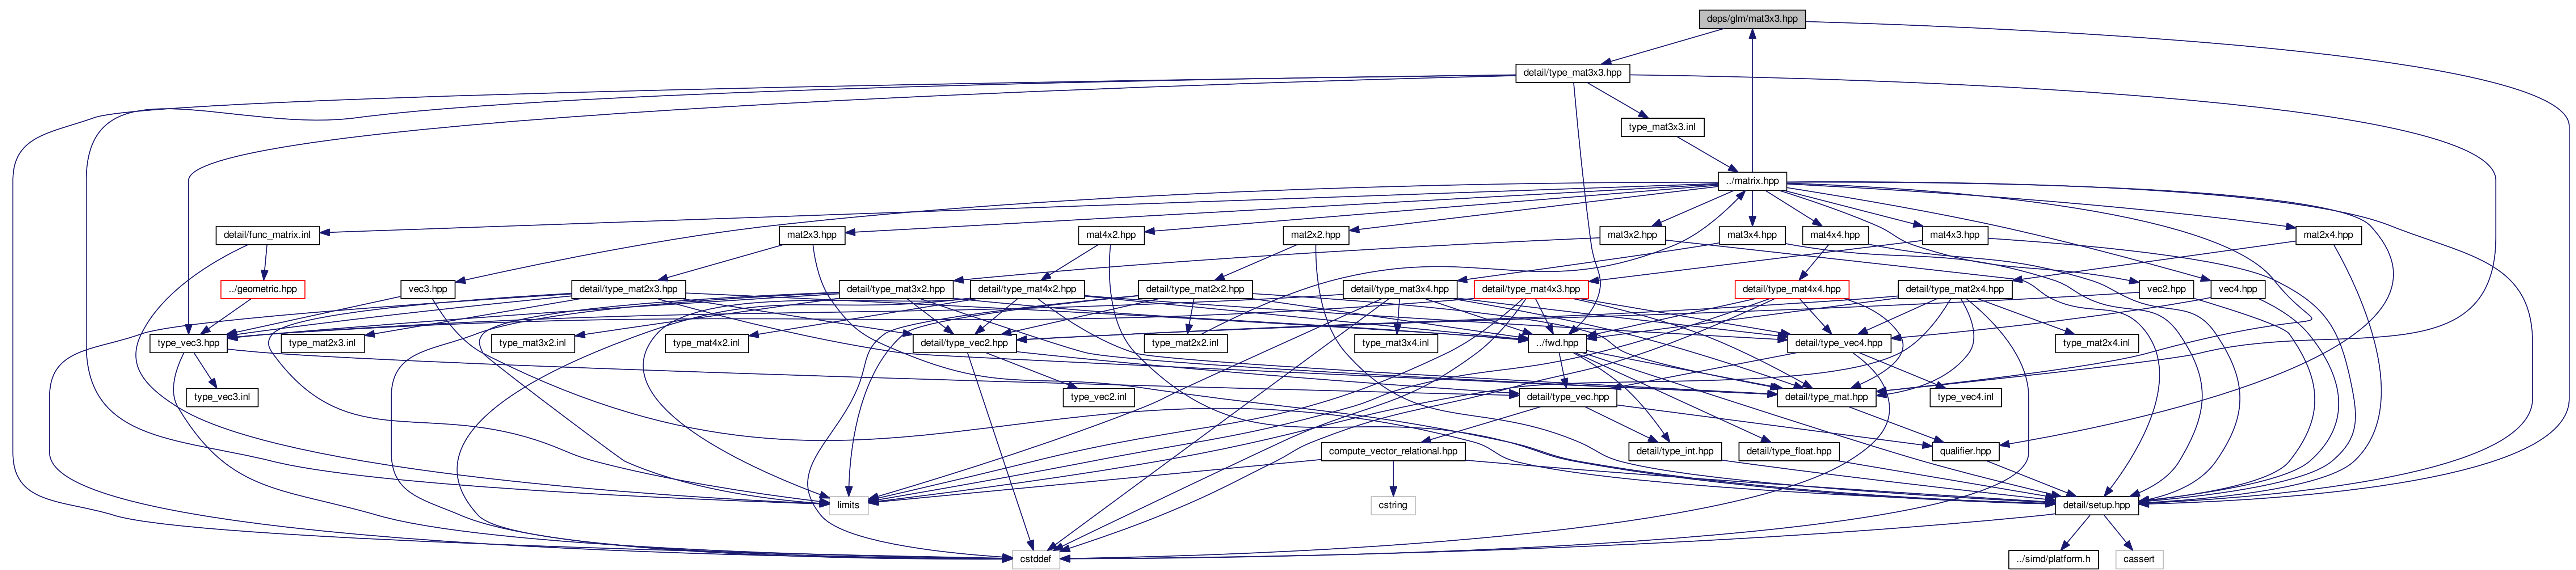 deps/glm/mat3x3.hpp
detail/type_mat3x3.hpp
type_mat3x3.inl
../matrix.hpp
detail/func_matrix.inl
mat2x3.hpp
mat4x2.hpp
mat2x2.hpp
mat3x2.hpp
mat3x4.hpp
mat4x4.hpp
mat4x3.hpp
mat2x4.hpp
../geometric.hpp
vec3.hpp
detail/type_mat2x3.hpp
detail/type_mat3x2.hpp
detail/type_mat4x2.hpp
detail/type_mat2x2.hpp
detail/type_mat3x4.hpp
detail/type_mat4x3.hpp
detail/type_mat4x4.hpp
detail/type_mat2x4.hpp
vec2.hpp
vec4.hpp
type_vec3.hpp
type_mat2x3.inl
type_mat3x2.inl
type_mat4x2.inl
detail/type_vec2.hpp
type_mat2x2.inl
type_mat3x4.inl
../fwd.hpp
detail/type_vec4.hpp
type_mat2x4.inl
type_vec3.inl
type_vec2.inl
detail/type_vec.hpp
detail/type_mat.hpp
type_vec4.inl
compute_vector_relational.hpp
detail/type_int.hpp
detail/type_float.hpp
qualifier.hpp
limits
cstring
detail/setup.hpp
cstddef
../simd/platform.h
cassert